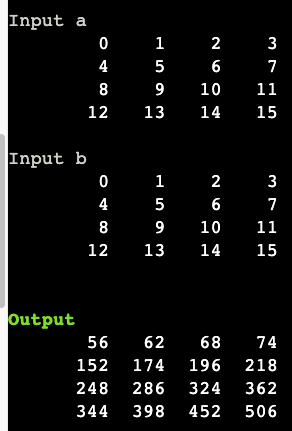 Input a
0 1 2 3
4 5 6 7
8 9 10 11
12 13 14 15
Input b
0 1 2 3
4 5 6 7
8 9 10 11
12 13 14 15
Output
56 62 68 74
152 174 196 218
248 286 324 362
344 398 452 506